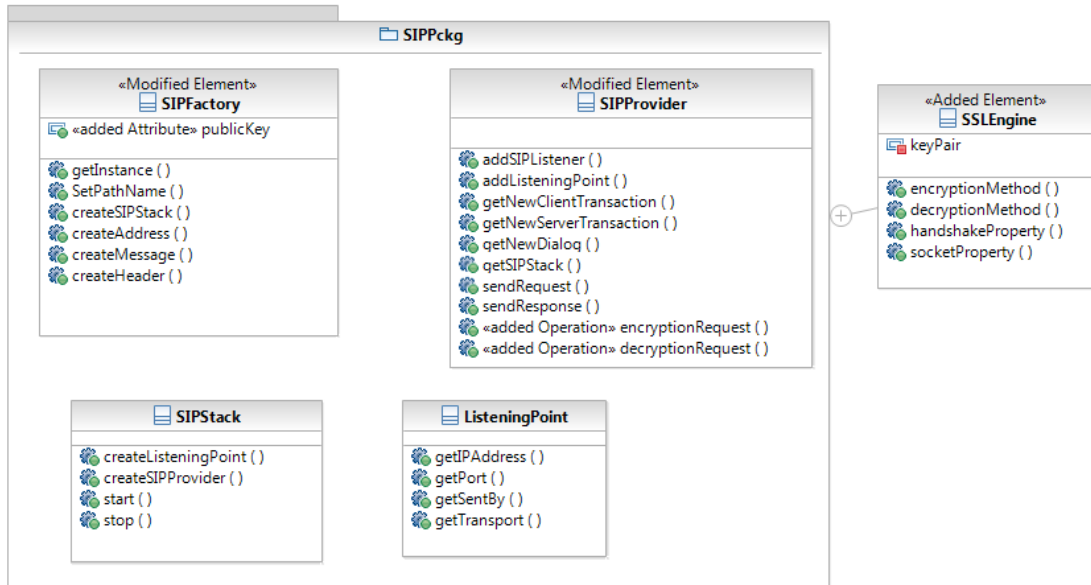 SIPPckg
«Modified Element»
SIPFactory
«added Attribute» publicKey
getInstance ( )
SetPathName ( )
createSIPStack ( )
createAddress ( )
createMessage ( )
createHeader ( )
«Modified Element»
SIPProvider
addSIPListener ( )
addListeningPoint ( )
getNewClientTransaction ( )
getNewServerTransaction ( )
getNewDialog ( )
getSIPStack ( )
sendRequest ( )
sendResponse ( )
«added Operation» encryptionRequest ( )
«added Operation» decryptionRequest ( )
«Added Element»
SSLEngine
keyPair
encryptionMethod ( )
decryptionMethod ( )
handshakeProperty ( )
socketProperty ( )
SIPStack
createListeningPoint ( )
createSIPProvider ( )
start ( )
stop ( )
ListeningPoint
getIPAddress ( )
getPort ( )
getSentBy ( )
getTransport ( )